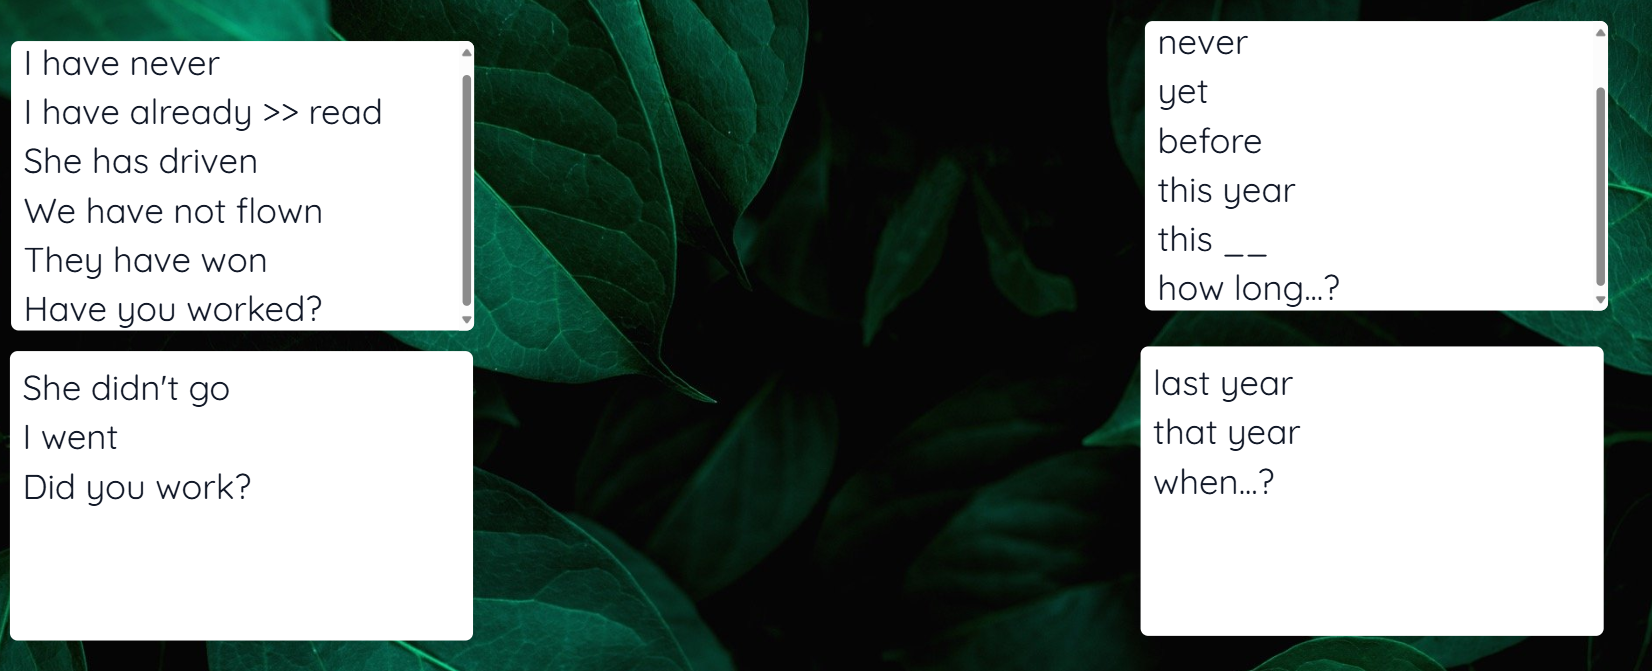 I have never
I have already >> read
She has driven
We have not flown
They have won
Have you worked?
She didn't go
I went
Did you work?
never
yet
before
this year
this __
how long...?
last year
that year
when...?